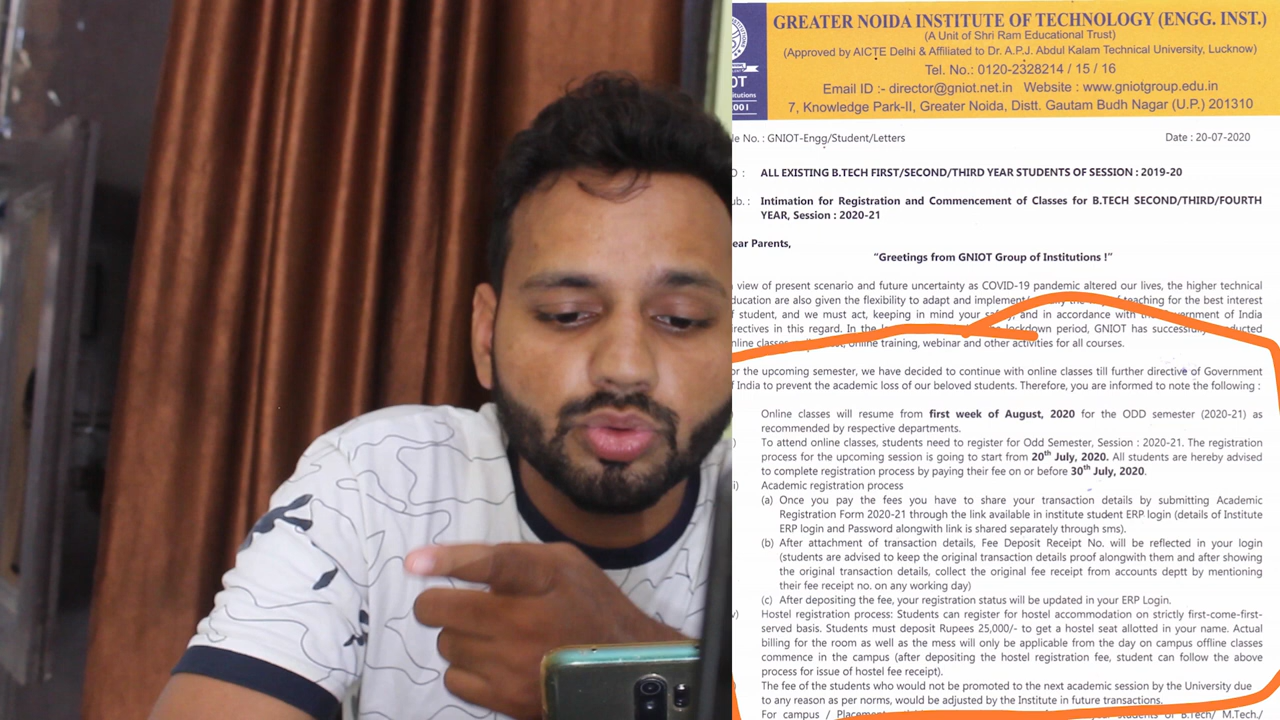 GREATER NOIDA INSTITUTE OF TECHNOLOGY (ENGG. INST.)
(A Unit of Shri Ram Educational Trust)
(Approved by AICTE Delhi & Affiliated to Dr. A.P.J. Abdul Kalam Technical University, Lucknow)
Tel. No.: 0120-2328214 / 15 / 16
Email ID :- director@gniot.net.in Website : www.gniotgroup.edu.in
7, Knowledge Park-II, Greater Noida, Distt. Gautam Budh Nagar (U.P.) 201310
No. : GNIOT-Engg/Student/Letters Date : 20-07-2020
ALL EXISTING B.TECH FIRST/SECOND/THIRD YEAR STUDENTS OF SESSION : 2019-20
Intimation for Registration and Commencement of Classes for B.TECH SECOND/THIRD/FOURTH
YEAR, Session : 2020-21
ear Parents,
“Greetings from GNIOT Group of Institutions !”
view of present scenario and future uncertainty as COVID-19 pandemic altered our lives, the higher technical
ducation are also given the flexibility to adapt and implement teaching for the best interest
student, and we must act, keeping in mind your and in accordance with Government of India
irectives in this regard. In the lockdown period, GNIOT has conducted
nline online training, webinar and other activities for all courses.
r the upcoming semester, we have decided to continue with online classes till further directive of Government
India to prevent the academic loss of our beloved students. Therefore, you are informed to note the following :
Online classes will resume from first week of August, 2020 for the ODD semester (2020-21) as
recommended by respective departments.
To attend online classes, students need to register for Odd Semester, Session : 2020-21. The registration
process for the upcoming session is going to start from 20th July, 2020. All students are hereby advised
to complete registration process by paying their fee on or before 30th July, 2020.
Academic registration process
(a) Once you pay the fees you have to share your transaction details by submitting Academic
Registration Form 2020-21 through the link available in institute student ERP login (details of Institute
ERP login and Password alongwith link is shared separately through sms).
(b) After attachment of transaction details, Fee Deposit Receipt No. will be reflected in your login
(students are advised to keep the original transaction details proof alongwith them and after showing
the original transaction details, collect the original fee receipt from accounts deptt by mentioning
their fee receipt no. on any working day)
(c) After depositing the fee, your registration status will be updated in your ERP Login.
Hostel registration process: Students can register for hostel accommodation on strictly first-come-first-
served basis. Students must deposit Rupees 25,000/- to get a hostel seat allotted in your name. Actual
billing for the room as well as the mess will only be applicable from the day on campus offline classes
commence in the campus (after depositing the hostel registration fee, student can follow the above
process for issue of hostel fee receipt).
The fee of the students who would not be promoted to the next academic session by the University due
to any reason as per norms, would be adjusted by the Institute in future transactions.
For campus / Placement students of B.Tech/ M.Tech./